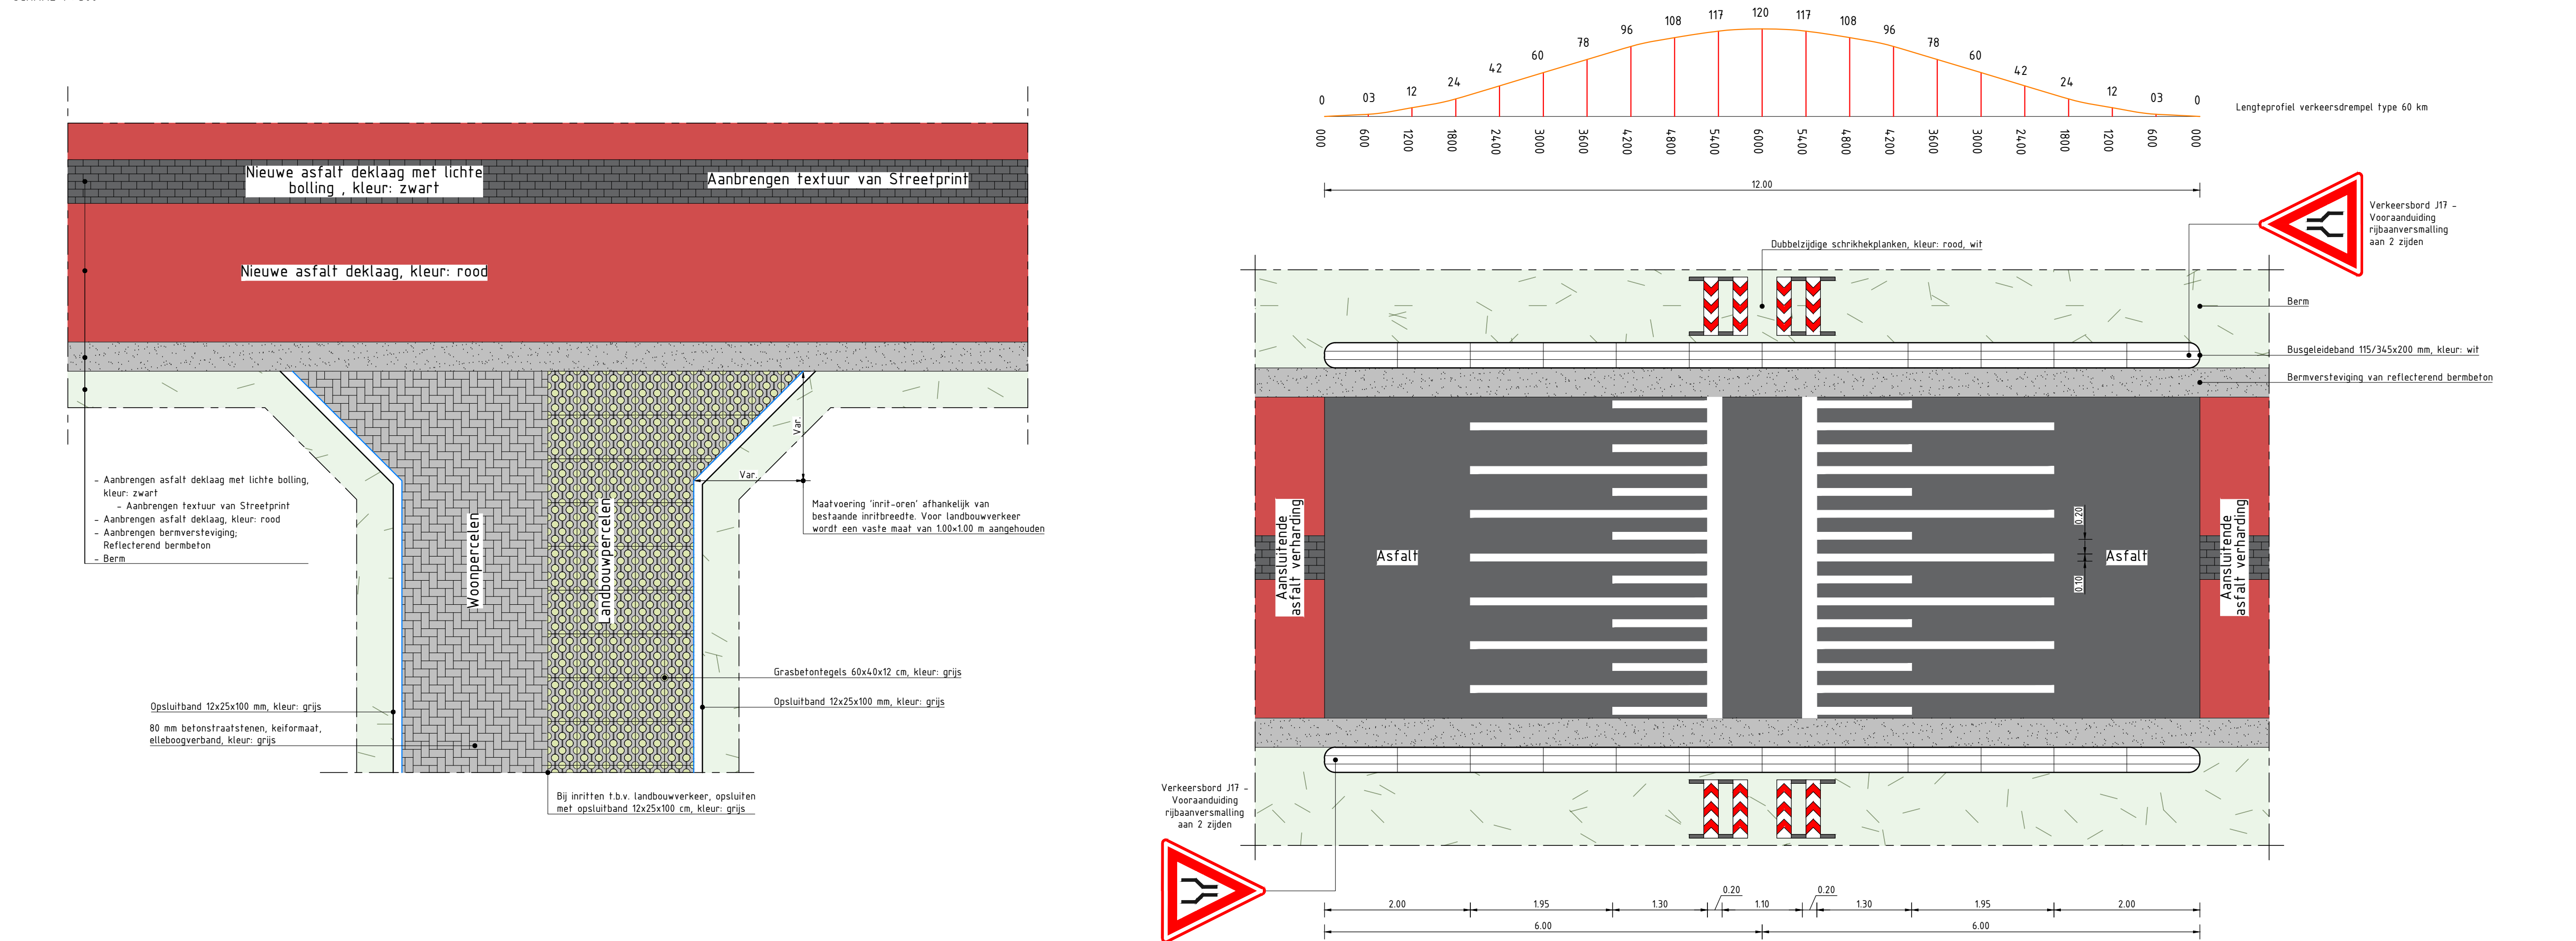 Nieuwe asfalt deklaag met lichte
bolling , kleur: zwart
Aanbrengen textuur van Streetprint
Nieuwe asfalt deklaag, kleur: rood
- Aanbrengen asfalt deklaag met lichte bolling,
kleur: zwart
- Aanbrengen textuur van Streetprint
- Aanbrengen asfalt deklaag, kleur: rood
- Aanbrengen bermversteviging;
Reflecterend bermbeton
- Berm
Woonpercelen
Landbouwpercelen
Var.
Var.
Maatvoering 'inrit-oren' afhankelijk van
bestaande inritbreedte. Voor landbouwverkeer
wordt een vaste maat van 1.00x1.00 m aangehouden
Grasbetontegels 60x40x12 cm, kleur: grijs
Opsluitband 12x25x100 mm, kleur: grijs
Opsluitband 12x25x100 mm, kleur: grijs
80 mm betonstraatstenen, keiformaat,
elleboogverband, kleur: grijs
Bij inritten t.b.v. landbouwverkeer, opsluiten
met opsluitband 12x25x100 cm, kleur: grijs
0 03 12 24 42 60 78 96 108 117 120 117 108 96 78 60 42 24 12 03 0
Lengteprofiel verkeersdrempel type 60 km
000 600 1200 1800 2400 3000 3600 4200 4800 5400 6000 5400 4800 4200 3600 3000 2400 1800 1200 600 000
12.00
Verkeersbord J17 -
Vooraanduiding
rijbaanversmalling
aan 2 zijden
Dubbelzijdige schrikhekplanken, kleur: rood, wit
Berm
Busgeleideband 115/345x200 mm, kleur: wit
Bermversteviging van reflecterend bermbeton
Aansluitende
asfalt verharding
Asfalt
0.20
0.10
Asfalt
Aansluitende
asfalt verharding
Verkeersbord J17 -
Vooraanduiding
rijbaanversmalling
aan 2 zijden
0.20 0.20
2.00 1.95 1.30 1.10 1.30 1.95 2.00
6.00 6.00